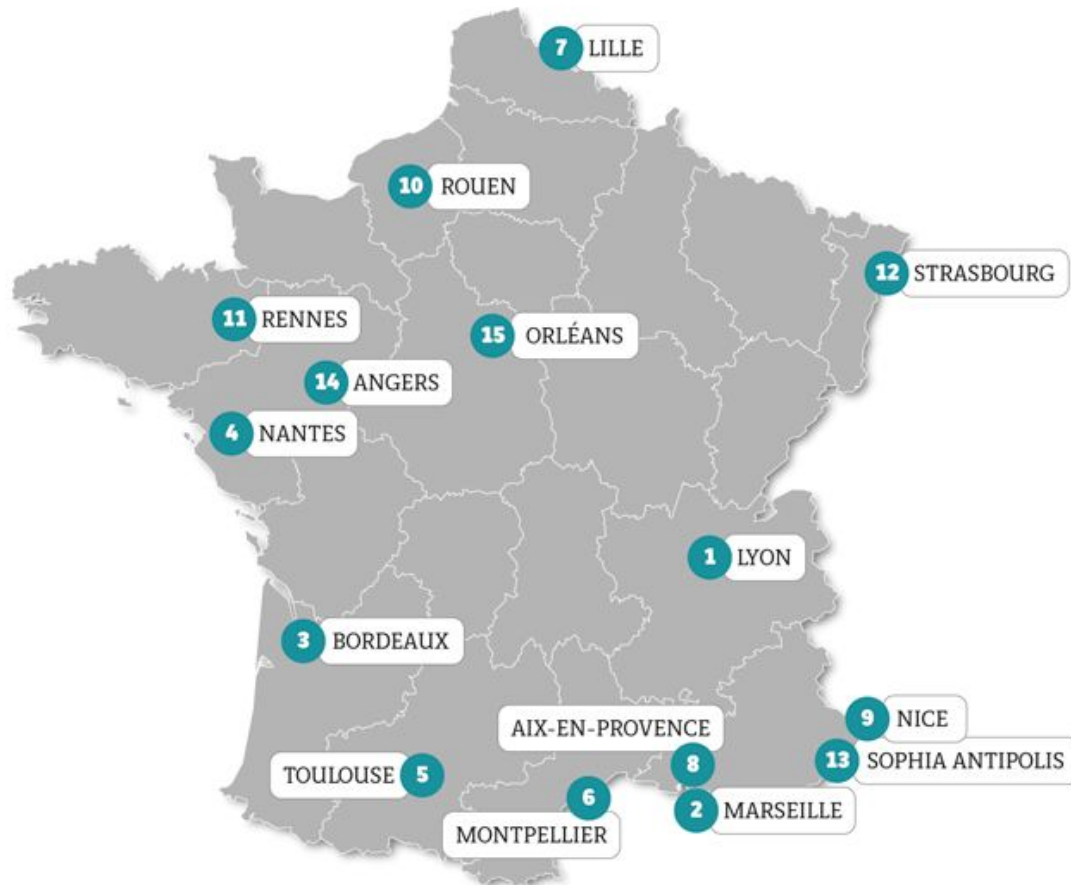 7 LILLE
10 ROUEN
12 STRASBOURG
11 RENNES
15 ORLÉANS
14 ANGERS
4 NANTES
1 LYON
3 BORDEAUX
9 NICE
AIX-EN-PROVENCE
8
13 SOPHIA ANTIPOLIS
TOULOUSE 5
6
MONTPELLIER
2 MARSEILLE